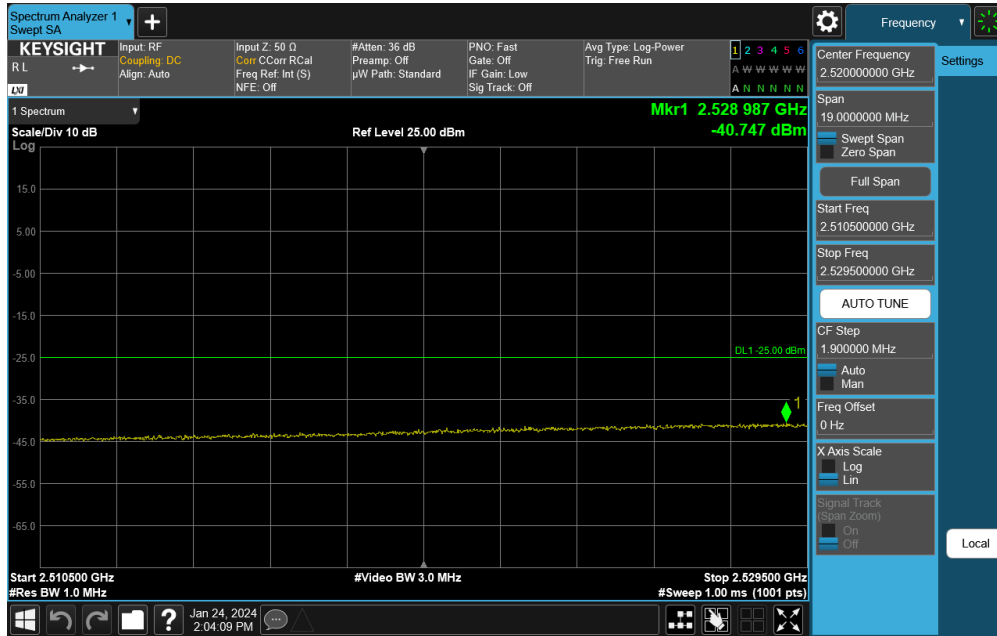 Spectrum Analyzer 1
Swept SA
Frequency
KEYSIGHT
R L
LXI
Input: RF
Coupling: DC
Align: Auto
Input Z: 50 Ω
Corr CCorr RCal
Freq Ref: Int (S)
NFE: Off
#Atten: 36 dB
Preamp: Off
µW Path: Standard
PNO: Fast
Gate: Off
IF Gain: Low
Sig Track: Off
Avg Type: Log-Power
Trig: Free Run
1 2 3 4 5 6
A W W W W W
A N N N N N
1 Spectrum
Scale/Div 10 dB
Log
Ref Level 25.00 dBm
Mkr1 2.528 987 GHz
-40.747 dBm
15.0
5.00
-5.00
-15.0
-25.0
DL1 -25.00 dBm
-35.0
1
-45.0
-55.0
-65.0
Start 2.510500 GHz
#Res BW 1.0 MHz
#Video BW 3.0 MHz
Stop 2.529500 GHz
#Sweep 1.00 ms (1001 pts)
Center Frequency
2.520000000 GHz
Settings
Span
19.0000000 MHz
Swept Span
Zero Span
Full Span
Start Freq
2.510500000 GHz
Stop Freq
2.529500000 GHz
AUTO TUNE
CF Step
1.900000 MHz
Auto
Man
Freq Offset
0 Hz
X Axis Scale
Log
Lin
Signal Track
(Span Zoom)
On
Off
Local
?
Jan 24, 2024
2:04:09 PM